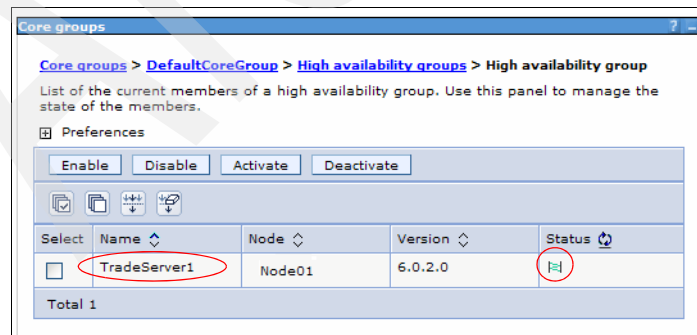 Core groups ? –
Core groups > DefaultCoreGroup > High availability groups > High availability group
List of the current members of a high availability group. Use this panel to manage the
state of the members.
Preferences
Enable Disable Activate Deactivate
Select Name Node Version Status
TradeServer1 Node01 6.0.2.0
Total 1